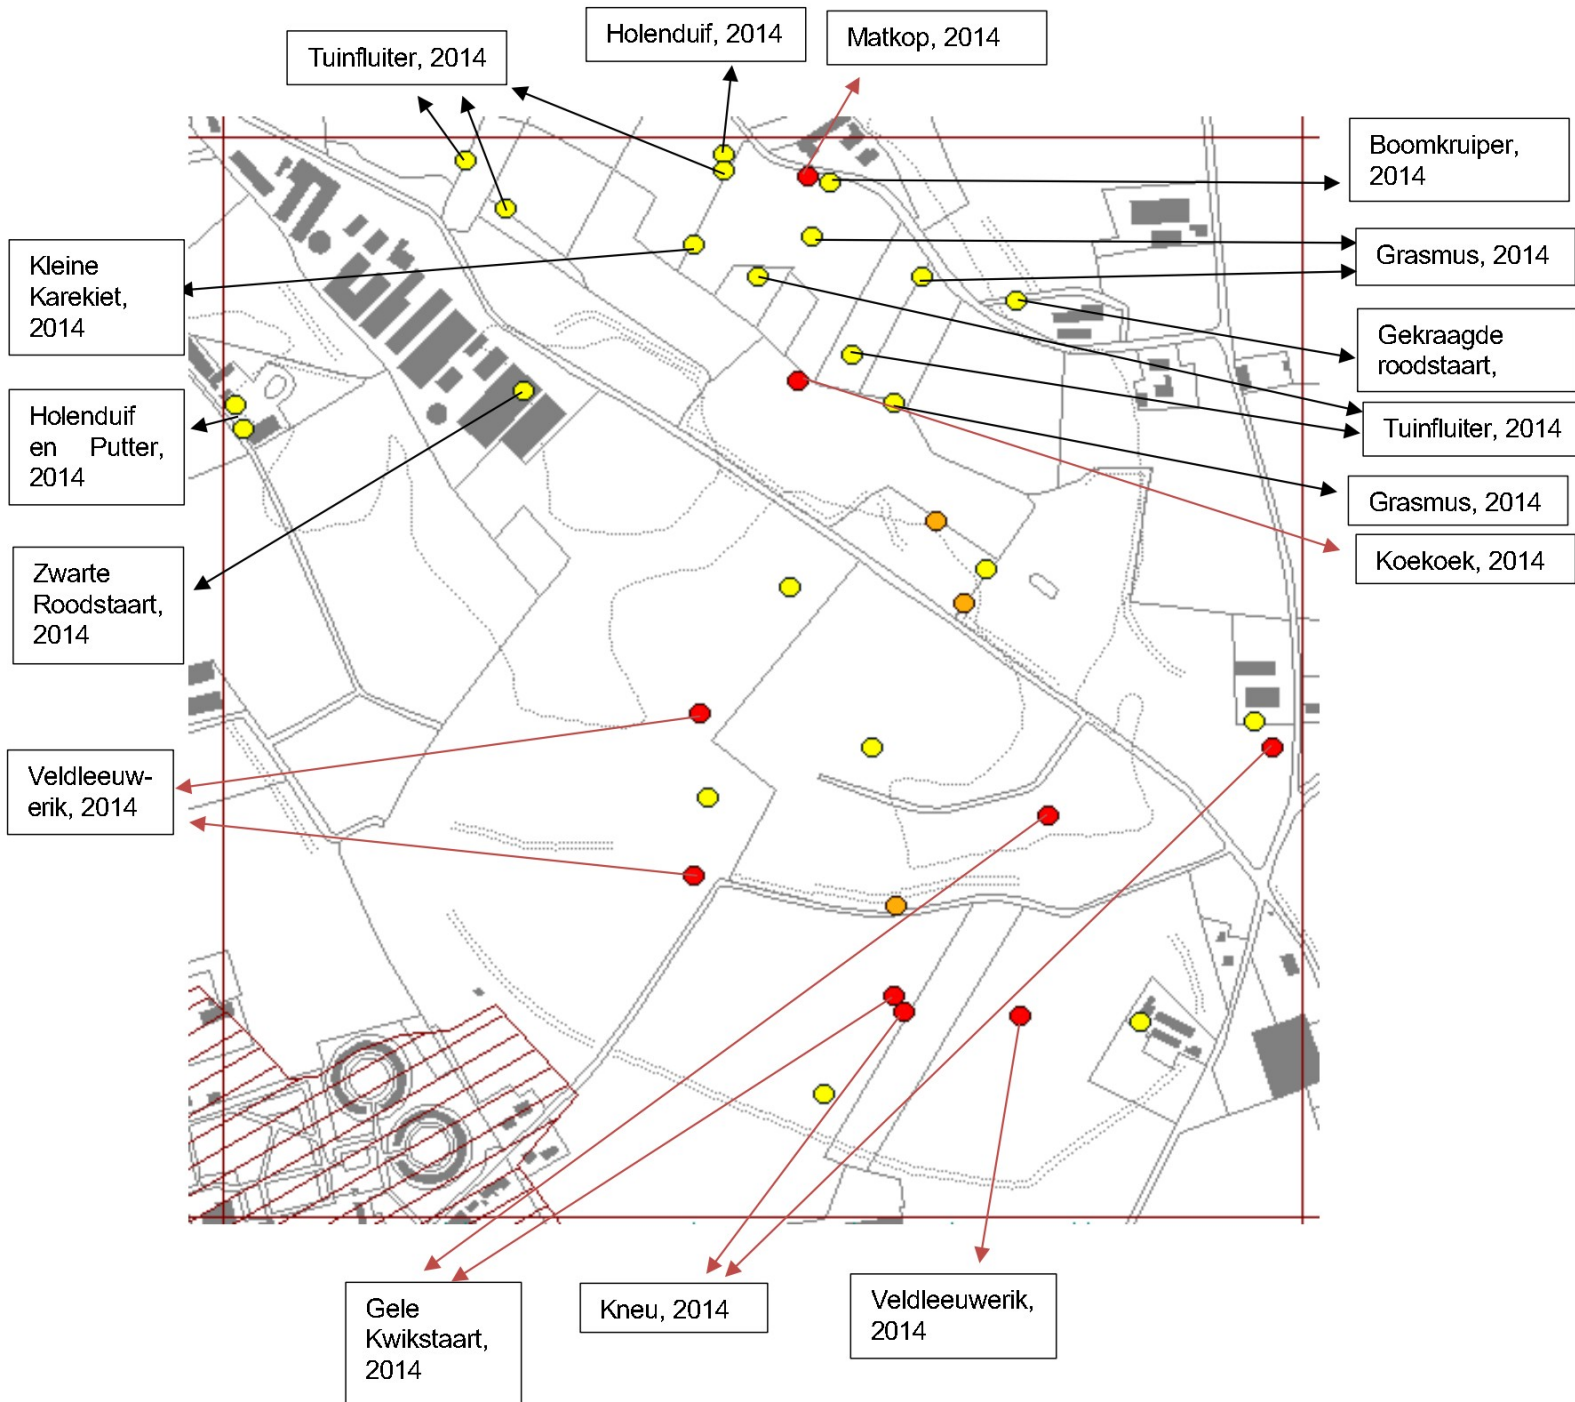 Tuinfluiter, 2014
Holenduif, 2014
Matkop, 2014
Boomkruiper,
2014
Grasmus, 2014
Gekraagde
roodstaart,
Tuinfluiter, 2014
Grasmus, 2014
Koekoek, 2014
Kleine
Karekiet,
2014
Holenduif
en Putter,
2014
Zwarte
Roodstaart,
2014
Veldleeuw-
erik, 2014
Gele
Kwikstaart,
2014
Kneu, 2014
Veldleeuwerik,
2014